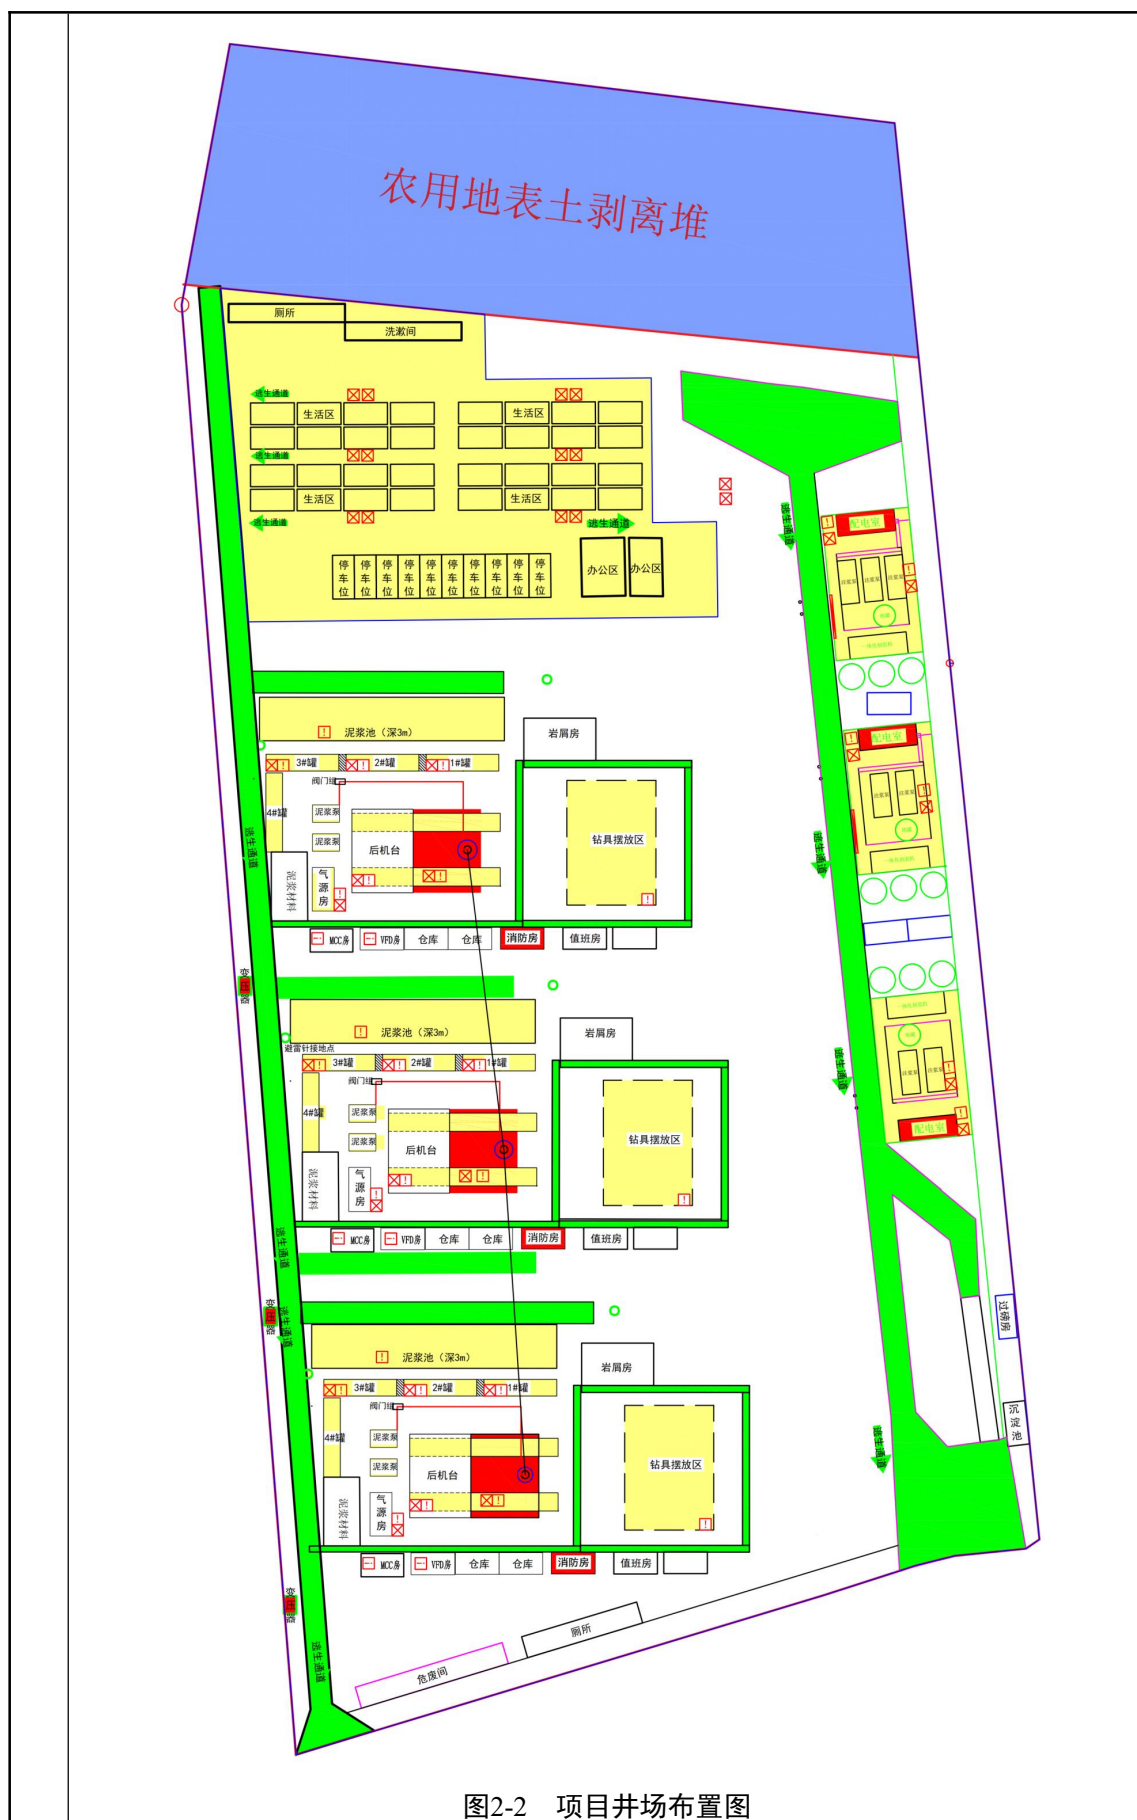 农用地表土剥离堆
厕所
洗漱间
逃生通道
生活区
生活区
逃生通道
生活区
生活区
逃生通道
逃生通道
停车位
停车位
停车位
停车位
停车位
停车位
停车位
停车位
停车位
停车位
办公区
办公区
逃生通道
配电室
配电室
配电室
逃生通道
逃生通道
逃生通道
过磅房
沉淀池
泥浆池（深3m）
岩屑房
3#罐
2#罐
1#罐
阀门组
4#罐
泥浆泵
泥浆泵
后机台
钻具摆放区
泥浆材料
气源房
逃生通道
MCC房
VFD房
仓库
仓库
消防房
值班房
变压器
泥浆池（深3m）
岩屑房
避雷针接地点
3#罐
2#罐
1#罐
阀门组
4#罐
泥浆泵
泥浆泵
后机台
钻具摆放区
泥浆材料
气源房
逃生通道
MCC房
VFD房
仓库
仓库
消防房
值班房
变压器
逃生通道
泥浆池（深3m）
岩屑房
3#罐
2#罐
1#罐
阀门组
4#罐
泥浆泵
泥浆泵
后机台
钻具摆放区
泥浆材料
气源房
MCC房
VFD房
仓库
仓库
消防房
值班房
变压器
逃生通道
厕所
危废间
图2-2 项目井场布置图